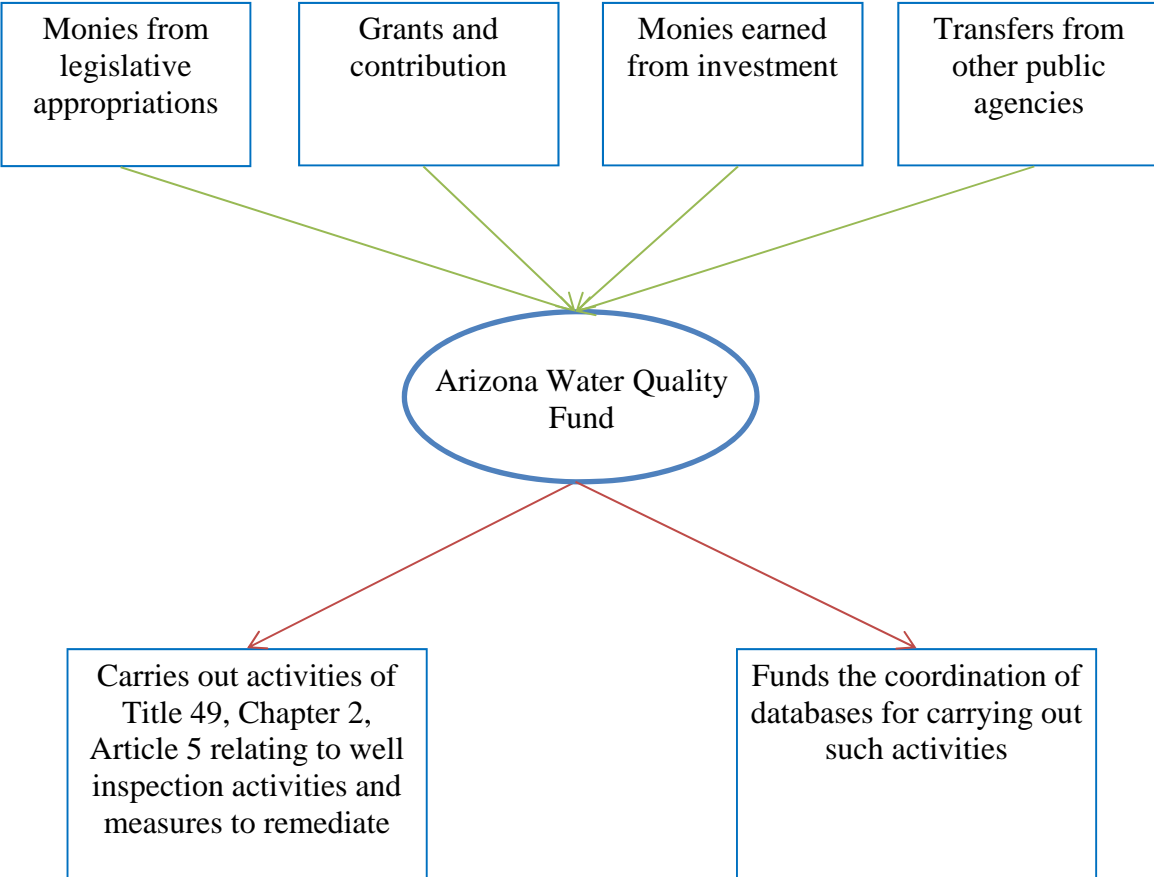 Monies from
legislative
appropriations
Grants and
contribution
Monies earned
from investment
Transfers from
other public
agencies
Arizona Water Quality
Fund
Carries out activities of
Title 49, Chapter 2,
Article 5 relating to well
inspection activities and
measures to remediate
Funds the coordination of
databases for carrying out
such activities